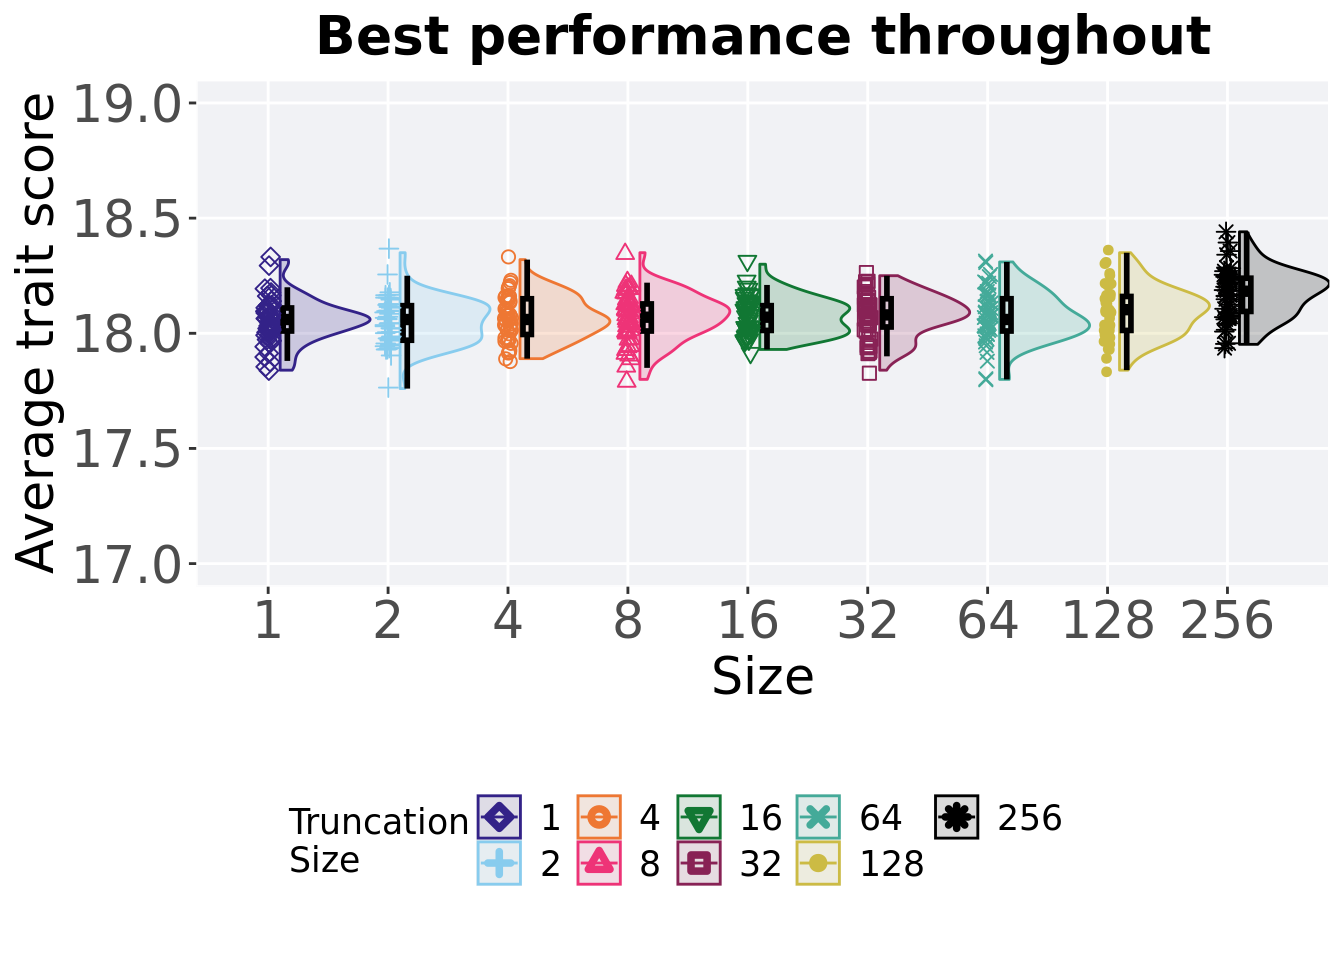 Best performance throughout
Average trait score
19.0
18.5
18.0
17.5
17.0
1 2 4 8 16 32 64 128 256
Size
Truncation
Size
1 4 16 64 256
2 8 32 128